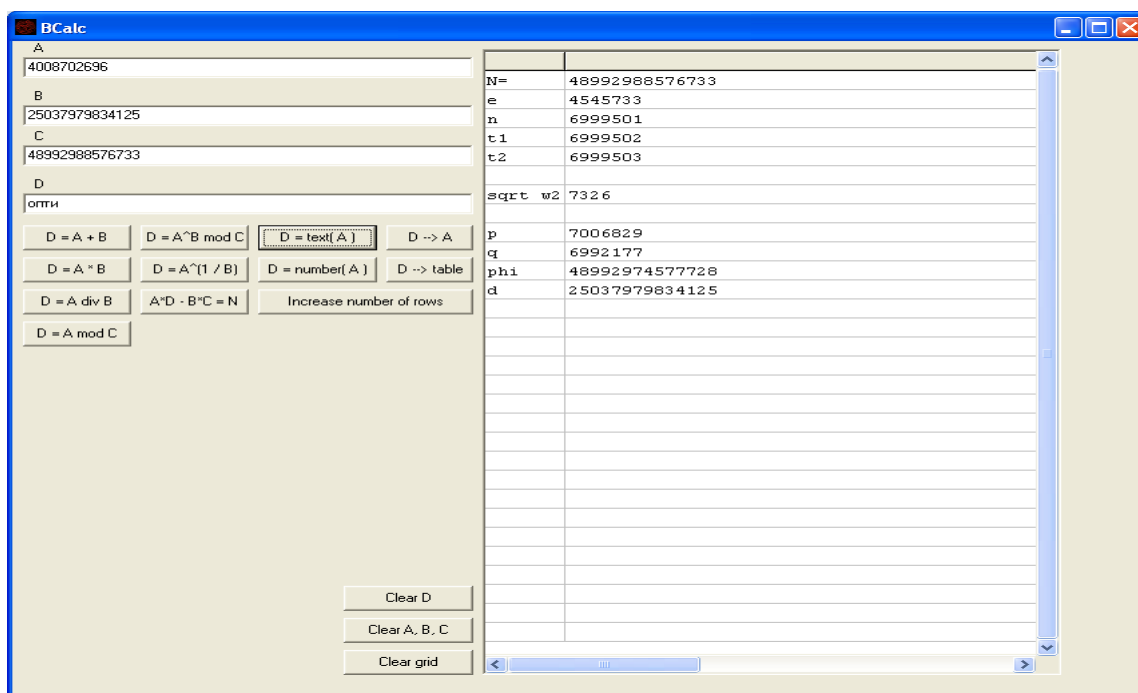 BCalc
A
4008702696
B
25037979834125
C
48992988576733
D
опти
D = A + B
D = A^B mod C
D = text( A )
D --> A
D = A * B
D = A^(1 / B)
D = number( A )
D --> table
D = A div B
A*D - B*C = N
Increase number of rows
D = A mod C
Clear D
Clear A, B, C
Clear grid
N= 48992988576733
e 4545733
n 6999501
t1 6999502
t2 6999503
sqrt w2 7326
p 7006829
q 6992177
phi 48992974577728
d 25037979834125